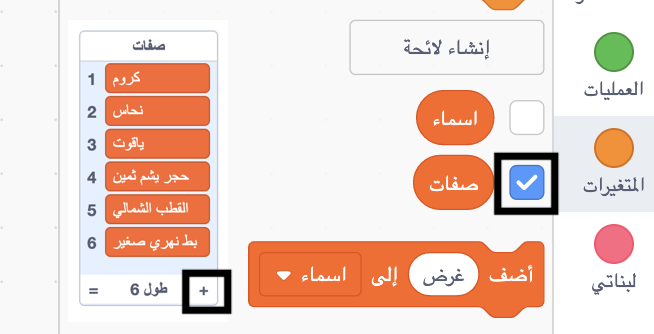 إنشاء لائحة
اسماء
صفات
أضف غرض إلى اسماء
العمليات
المتغيرات
لبناتي
صفات
1 كروم
2 نحاس
3 ياقوت
4 حجر يشم ثمين
5 القطب الشمالي
6 بط نهري صغير
+ طول 6 =